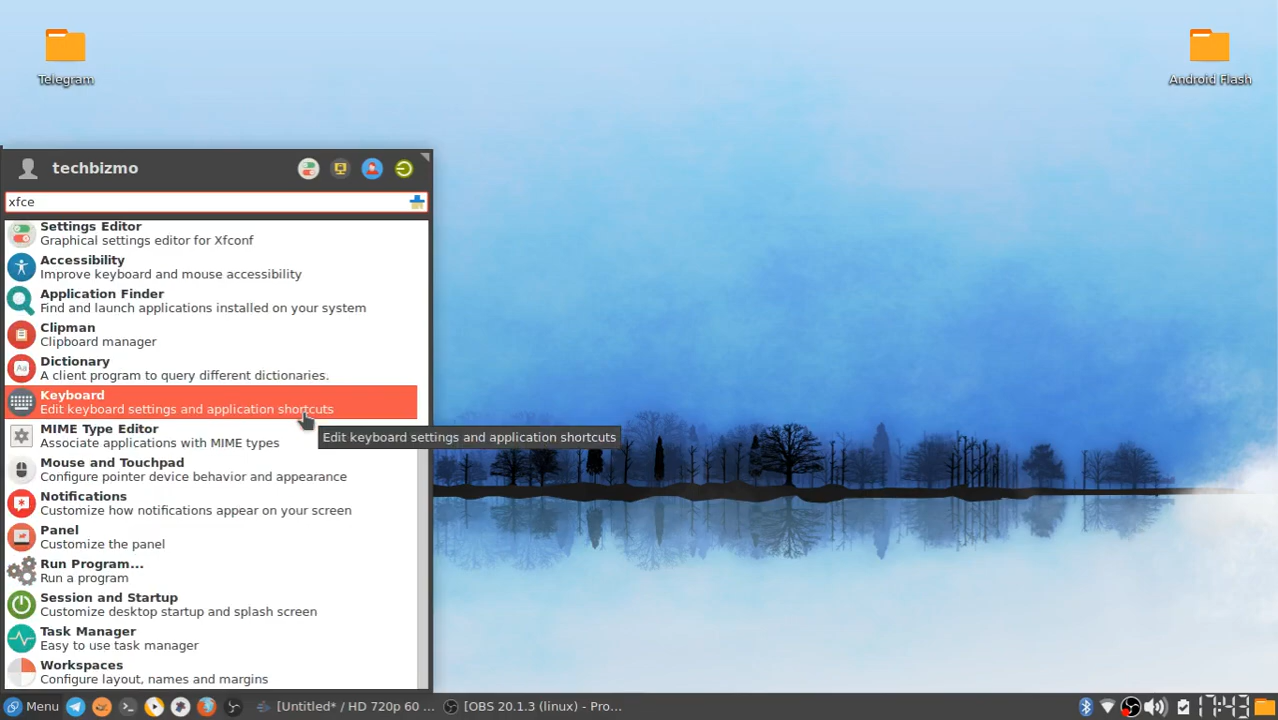 Telegram
Android Flash
techbizmo
xfce
Settings Editor
Graphical settings editor for Xfconf
Accessibility
Improve keyboard and mouse accessibility
Application Finder
Find and launch applications installed on your system
Clipman
Clipboard manager
Dictionary
Aa
A client program to query different dictionaries.
Keyboard
Edit keyboard settings and application shortcuts
Edit keyboard settings and application shortcuts
MIME Type Editor
Associate applications with MIME types
Mouse and Touchpad
Configure pointer device behavior and appearance
Notifications
Customize how notifications appear on your screen
Panel
Customize the panel
Run Program...
Run a program
Session and Startup
Customize desktop startup and splash screen
Task Manager
Easy to use task manager
Workspaces
Configure layout, names and margins
Menu
[Untitled* / HD 720p 60 ...
[OBS 20.1.3 (linux) - Pro...
17:43